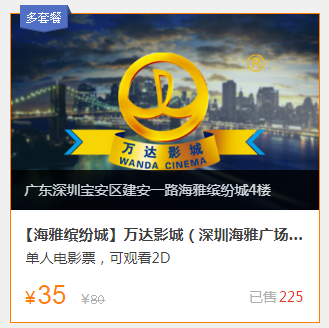 多套餐
万达影城
WANDA CINEMA
广东深圳宝安区建安一路海雅缤纷城4楼
【海雅缤纷城】万达影城（深圳海雅广场...
单人电影票，可观看2D
¥35 ¥80 已售225